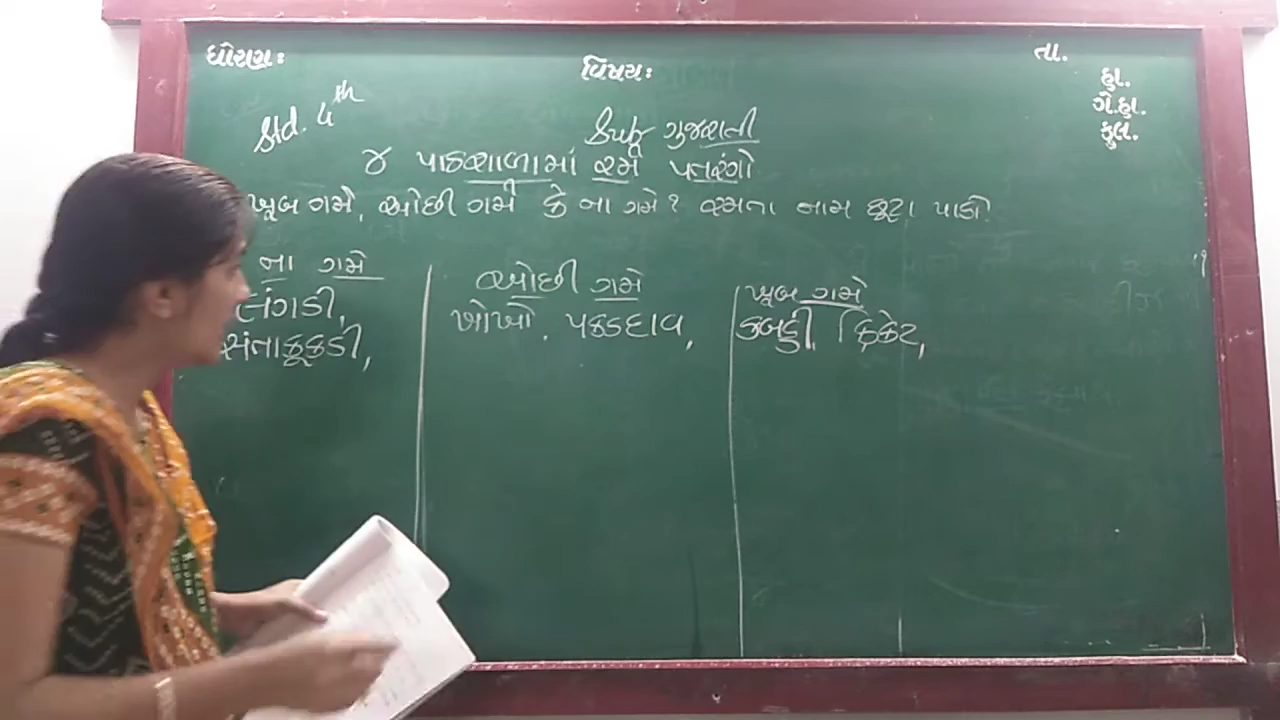 ધોરણઃ
વિષયઃ
તા.
હા.
ગે.હા.
કુલ.
Std. 4th
Sub ગુજરાતી
૪ પાઠશાળામાં રમે પતરંગો
ખૂબ ગમે, ઓછી ગમે કે ના ગમે? રમતના નામ છૂટા પાડો?
ના ગમે
લંગડી,
સંતાકૂકડી,
ઓછી ગમે
ખોખો, પકડદાવ,
ખૂબ ગમે
કબડ્ડી, ક્રિકેટ,